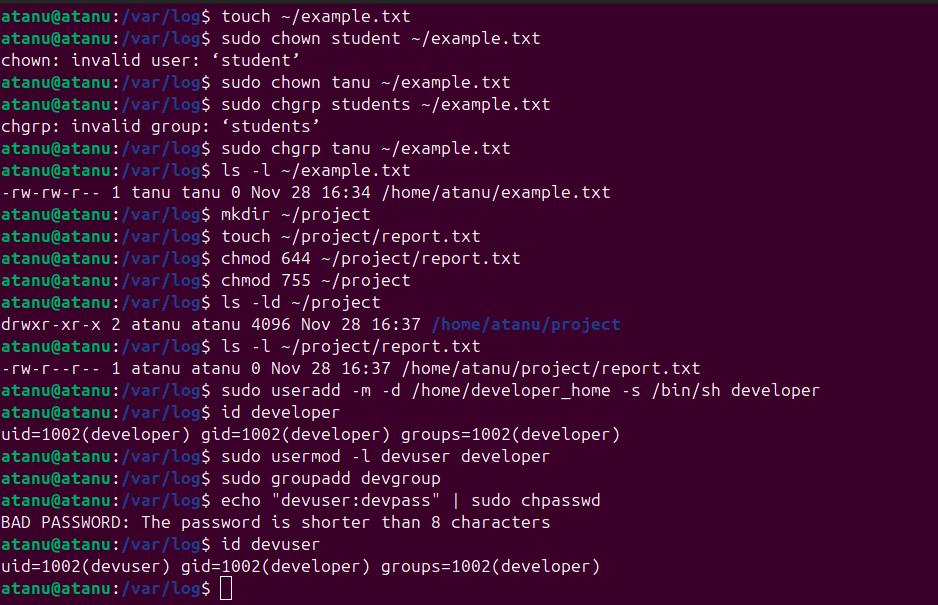 atanu@atanu:/var/log$ touch ~/example.txt
atanu@atanu:/var/log$ sudo chown student ~/example.txt
chown: invalid user: ‘student’
atanu@atanu:/var/log$ sudo chown tanu ~/example.txt
atanu@atanu:/var/log$ sudo chgrp students ~/example.txt
chgrp: invalid group: ‘students’
atanu@atanu:/var/log$ sudo chgrp tanu ~/example.txt
atanu@atanu:/var/log$ ls -l ~/example.txt
-rw-rw-r-- 1 tanu tanu 0 Nov 28 16:34 /home/atanu/example.txt
atanu@atanu:/var/log$ mkdir ~/project
atanu@atanu:/var/log$ touch ~/project/report.txt
atanu@atanu:/var/log$ chmod 644 ~/project/report.txt
atanu@atanu:/var/log$ chmod 755 ~/project
atanu@atanu:/var/log$ ls -ld ~/project
drwxr-xr-x 2 atanu atanu 4096 Nov 28 16:37 /home/atanu/project
atanu@atanu:/var/log$ ls -l ~/project/report.txt
-rw-r--r-- 1 atanu atanu 0 Nov 28 16:37 /home/atanu/project/report.txt
atanu@atanu:/var/log$ sudo useradd -m -d /home/developer_home -s /bin/sh developer
atanu@atanu:/var/log$ id developer
uid=1002(developer) gid=1002(developer) groups=1002(developer)
atanu@atanu:/var/log$ sudo usermod -l devuser developer
atanu@atanu:/var/log$ sudo groupadd devgroup
atanu@atanu:/var/log$ echo "devuser:devpass" | sudo chpasswd
BAD PASSWORD: The password is shorter than 8 characters
atanu@atanu:/var/log$ id devuser
uid=1002(devuser) gid=1002(developer) groups=1002(developer)
atanu@atanu:/var/log$